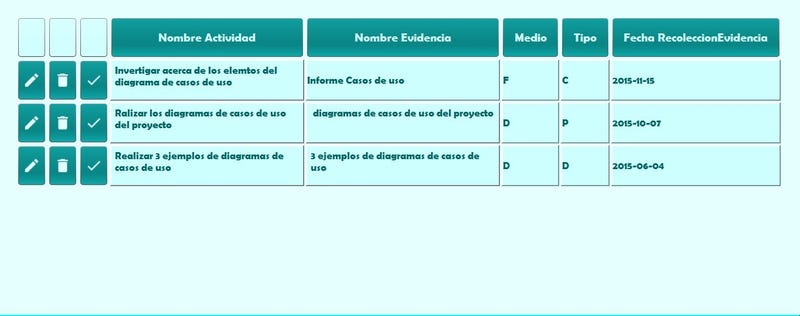 Nombre Actividad Nombre Evidencia Medio Tipo Fecha RecoleccionEvidencia
Invertigar acerca de los elemtos del
diagrama de casos de uso
Informe Casos de uso
F
C
2015-11-15
Ralizar los diagramas de casos de uso
del proyecto
diagramas de casos de uso del proyecto
D
P
2015-10-07
Realizar 3 ejemplos de diagramas de
casos de uso
3 ejemplos de diagramas de casos de
uso
D
D
2015-06-04